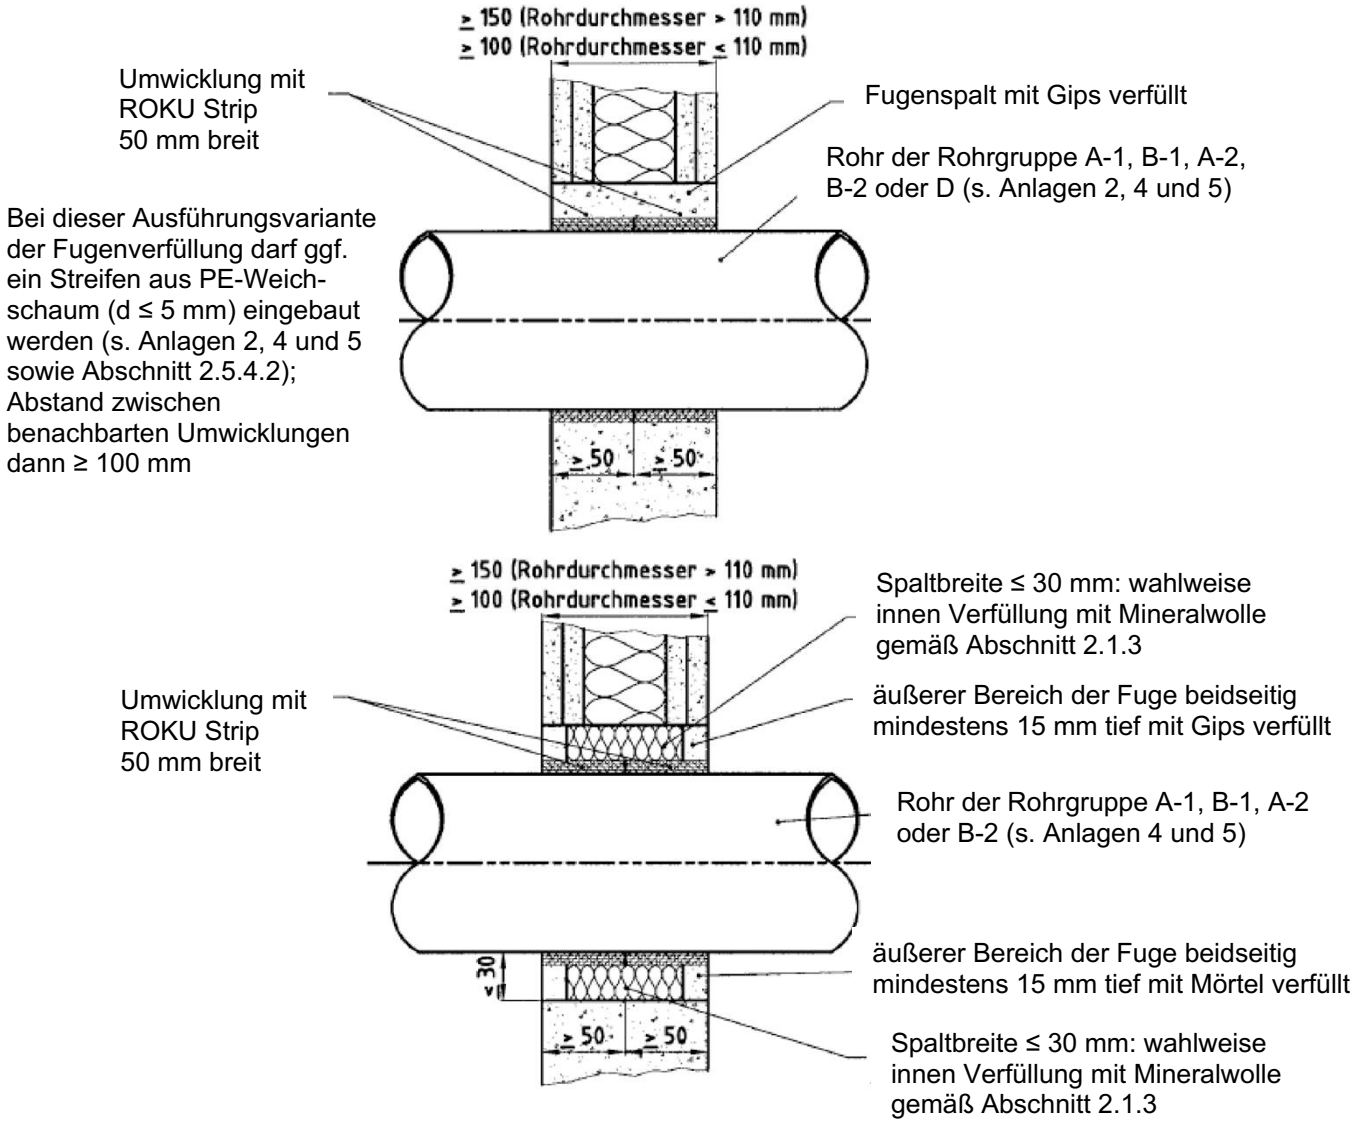 ≥ 150 (Rohrdurchmesser > 110 mm)
≥ 100 (Rohrdurchmesser ≤ 110 mm)
Umwicklung mit
ROKU Strip
50 mm breit
Fugenspalt mit Gips verfüllt
Rohr der Rohrgruppe A-1, B-1, A-2,
B-2 oder D (s. Anlagen 2, 4 und 5)
Bei dieser Ausführungsvariante
der Fugenverfüllung darf ggf.
ein Streifen aus PE-Weich-
schaum (d ≤ 5 mm) eingebaut
werden (s. Anlagen 2, 4 und 5
sowie Abschnitt 2.5.4.2);
Abstand zwischen
benachbarten Umwicklungen
dann ≥ 100 mm
≥ 50 ≥ 50
≥ 150 (Rohrdurchmesser > 110 mm)
≥ 100 (Rohrdurchmesser ≤ 110 mm)
Spaltbreite ≤ 30 mm: wahlweise
innen Verfüllung mit Mineralwolle
gemäß Abschnitt 2.1.3
Umwicklung mit
ROKU Strip
50 mm breit
äußerer Bereich der Fuge beidseitig
mindestens 15 mm tief mit Gips verfüllt
Rohr der Rohrgruppe A-1, B-1, A-2
oder B-2 (s. Anlagen 4 und 5)
≤ 30
äußerer Bereich der Fuge beidseitig
mindestens 15 mm tief mit Mörtel verfüllt
≥ 50 ≥ 50
Spaltbreite ≤ 30 mm: wahlweise
innen Verfüllung mit Mineralwolle
gemäß Abschnitt 2.1.3